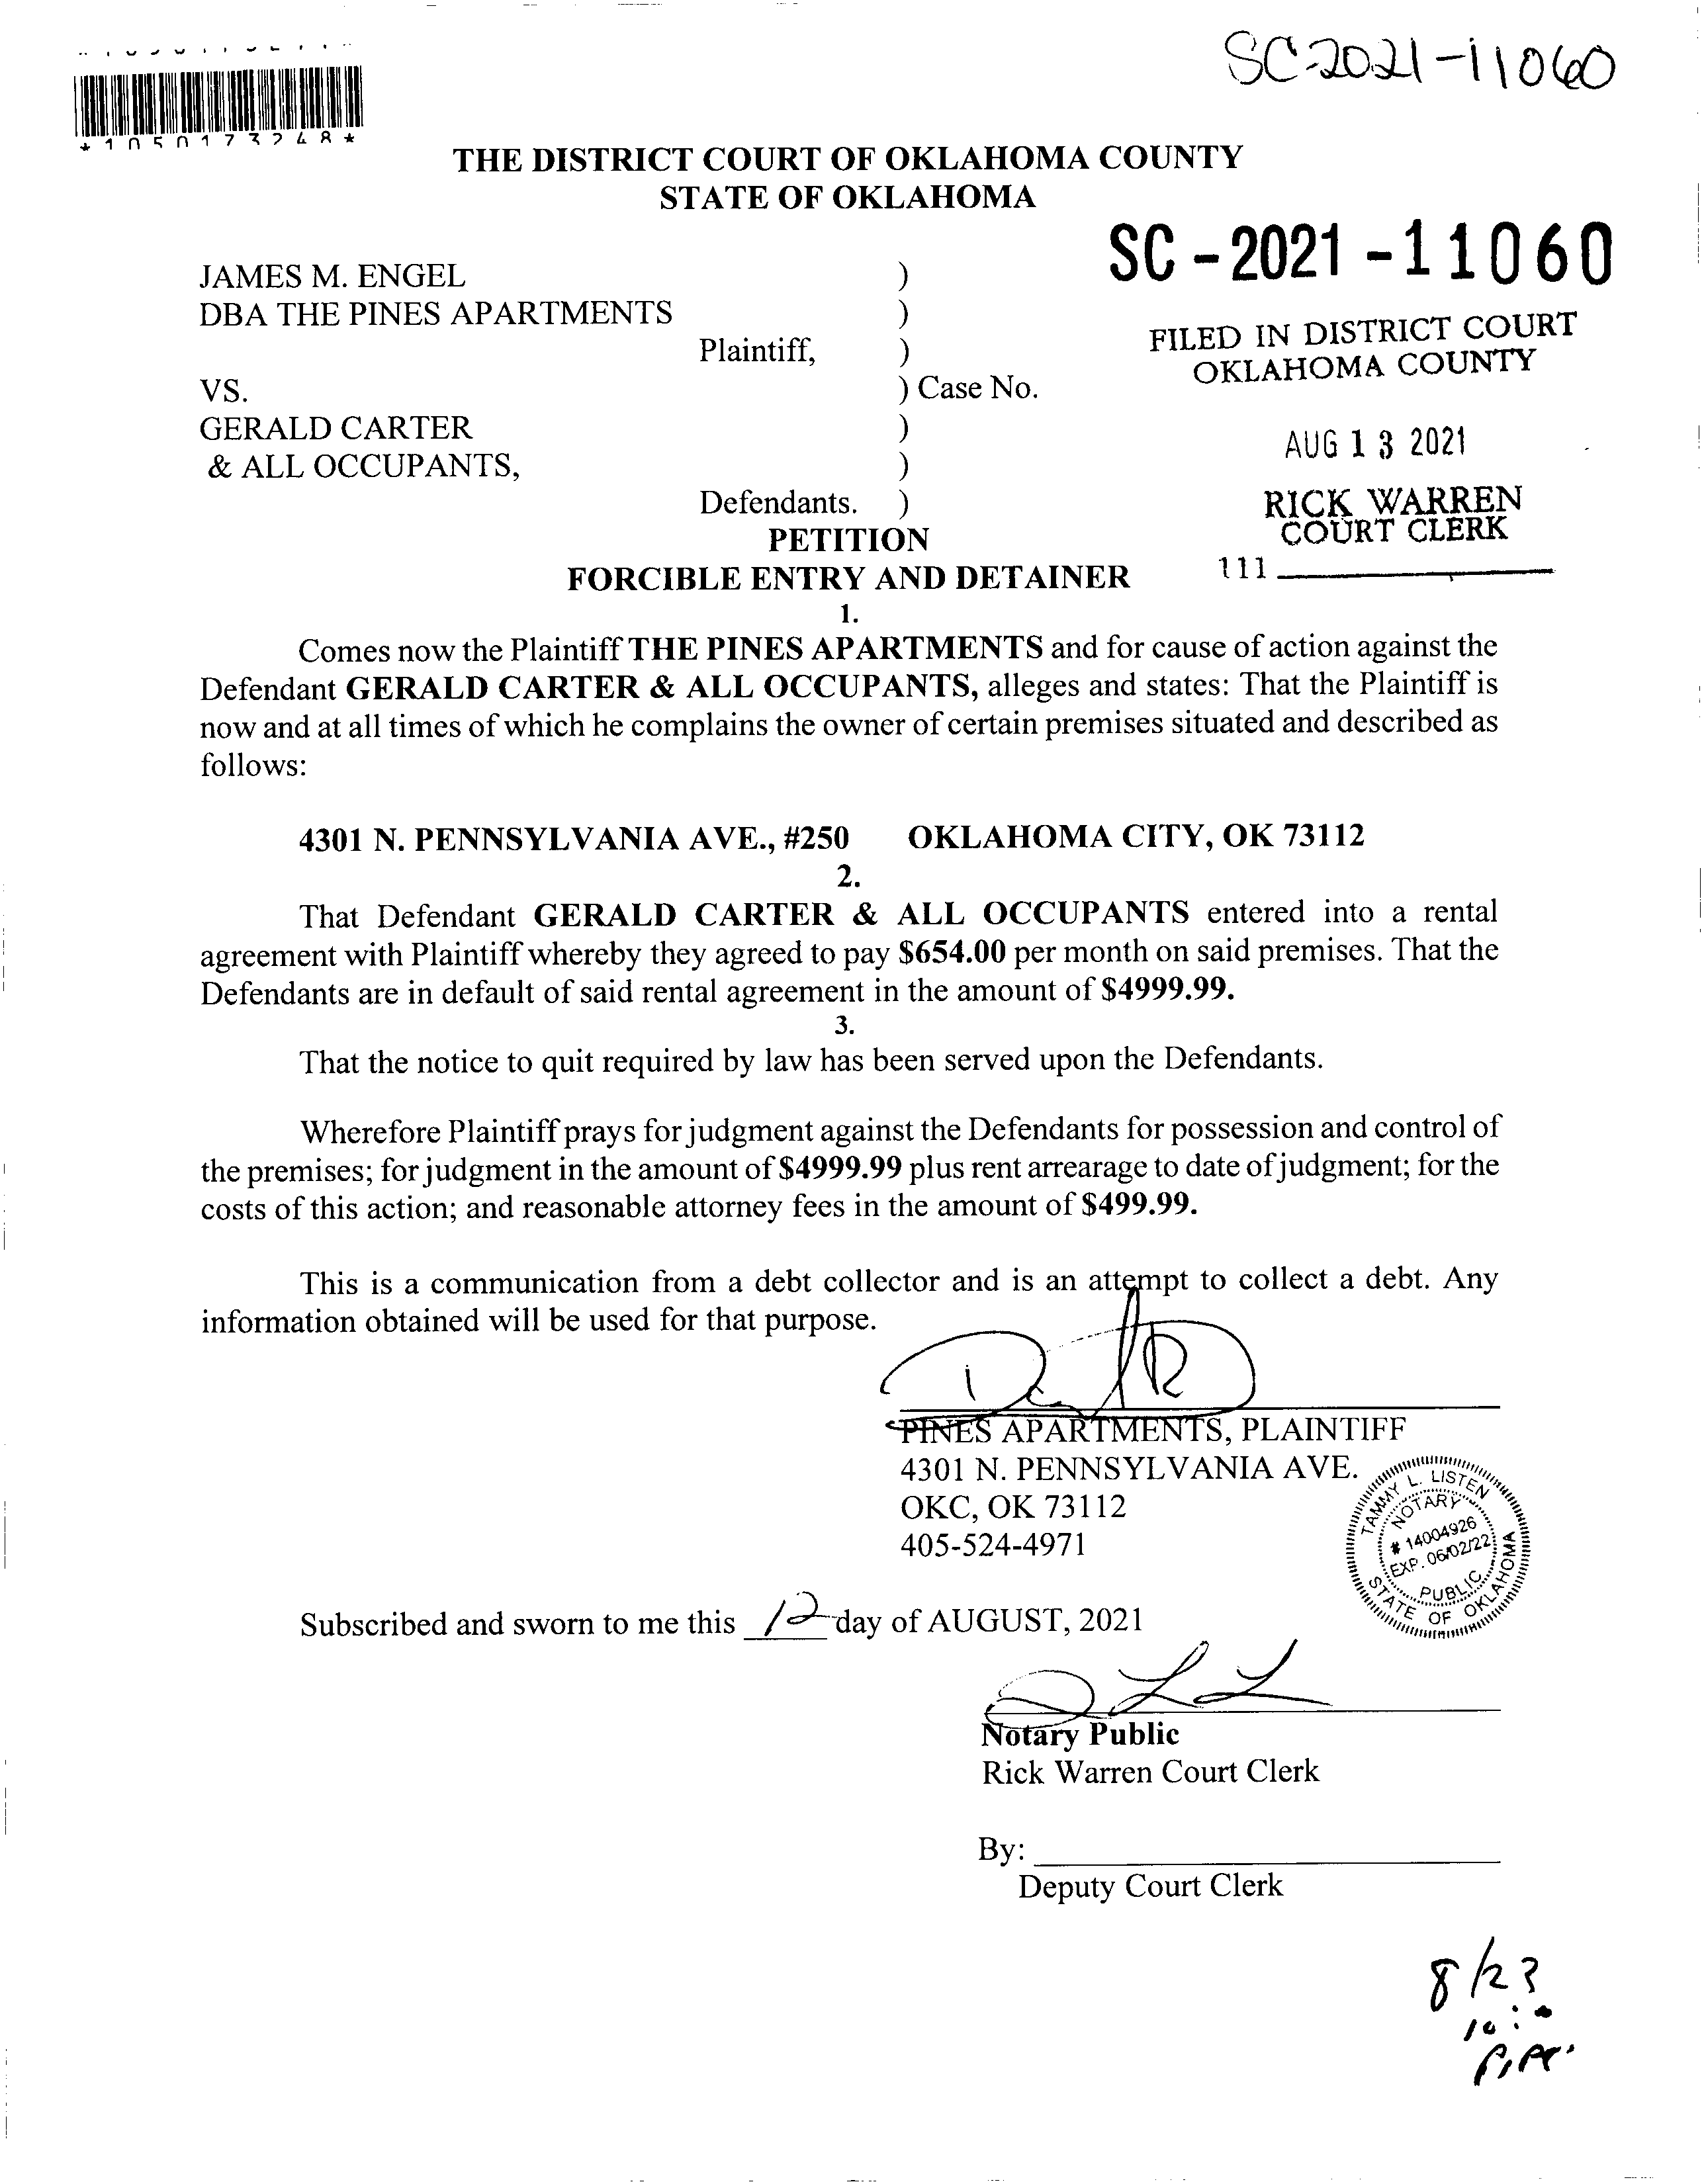 SC-2021-11060
*1050173248*
THE DISTRICT COURT OF OKLAHOMA COUNTY
STATE OF OKLAHOMA
SC-2021-11060
JAMES M. ENGEL )
DBA THE PINES APARTMENTS )
Plaintiff, )
VS. ) Case No.
GERALD CARTER )
& ALL OCCUPANTS, )
Defendants. )
FILED IN DISTRICT COURT
OKLAHOMA COUNTY
AUG 13 2021
RICK WARREN
COURT CLERK
111
PETITION
FORCIBLE ENTRY AND DETAINER
1.
Comes now the Plaintiff THE PINES APARTMENTS and for cause of action against the
Defendant GERALD CARTER & ALL OCCUPANTS, alleges and states: That the Plaintiff is
now and at all times of which he complains the owner of certain premises situated and described as
follows:
4301 N. PENNSYLVANIA AVE., #250 OKLAHOMA CITY, OK 73112
2.
That Defendant GERALD CARTER & ALL OCCUPANTS entered into a rental
agreement with Plaintiff whereby they agreed to pay $654.00 per month on said premises. That the
Defendants are in default of said rental agreement in the amount of $4999.99.
3.
That the notice to quit required by law has been served upon the Defendants.
Wherefore Plaintiff prays for judgment against the Defendants for possession and control of
the premises; for judgment in the amount of $4999.99 plus rent arrearage to date of judgment; for the
costs of this action; and reasonable attorney fees in the amount of $499.99.
This is a communication from a debt collector and is an attempt to collect a debt. Any
information obtained will be used for that purpose.
PINES APARTMENTS, PLAINTIFF
4301 N. PENNSYLVANIA AVE.
OKC, OK 73112
405-524-4971
TAMMY L. LISTEN
NOTARY
# 14004926
EXP. 06/02/22
PUBLIC
STATE OF OKLAHOMA
Subscribed and sworn to me this 12 day of AUGUST, 2021
Notary Public
Rick Warren Court Clerk
By:
Deputy Court Clerk
8/23